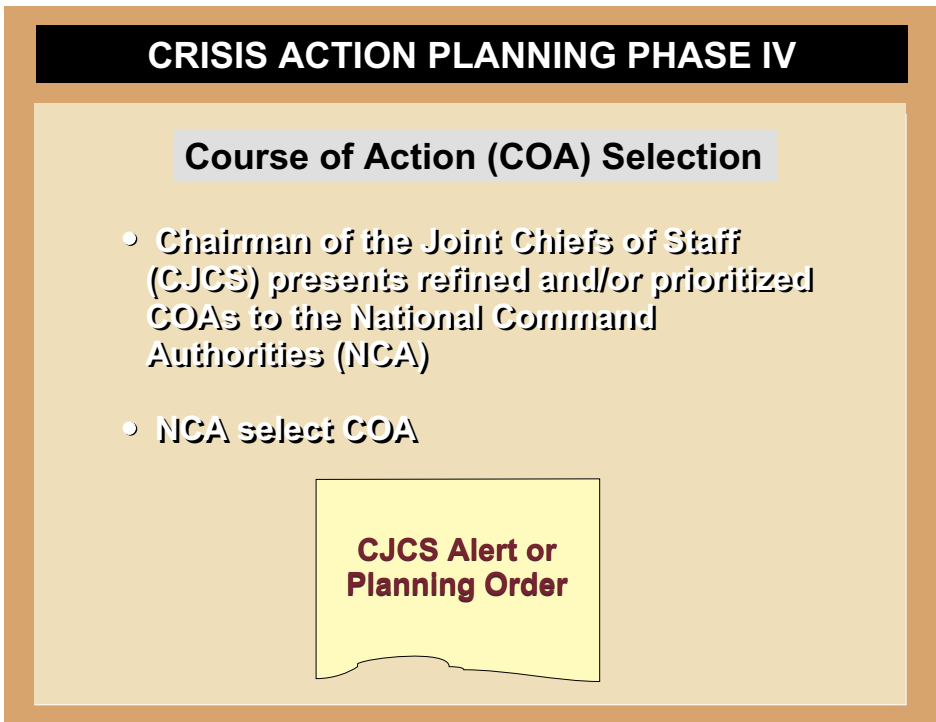 CRISIS ACTION PLANNING PHASE IV
Course of Action (COA) Selection
• Chairman of the Joint Chiefs of Staff
(CJCS) presents refined and/or prioritized
COAs to the National Command
Authorities (NCA)
• NCA select COA
CJCS Alert or
Planning Order